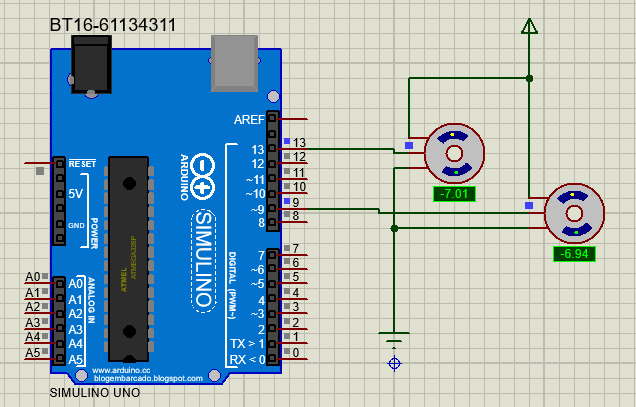 BT16-61134311
AREF
13 13
12 12
~11 11
~10 10
~9 9
8 8
7 7
~6 6
~5 5
4 4
~3 3
2 2
TX > 1 1
RX < 0 0
RESET
5V
GND
POWER
ARDUINO
SIMULINO
DIGITAL (PWM~)
ATMEL
ATMEGA328P
ANALOG IN
A0 A0
A1 A1
A2 A2
A3 A3
A4 A4
A5 A5
www.arduino.cc
blogembarcado.blogspot.com
SIMULINO UNO
-7.01
-6.94